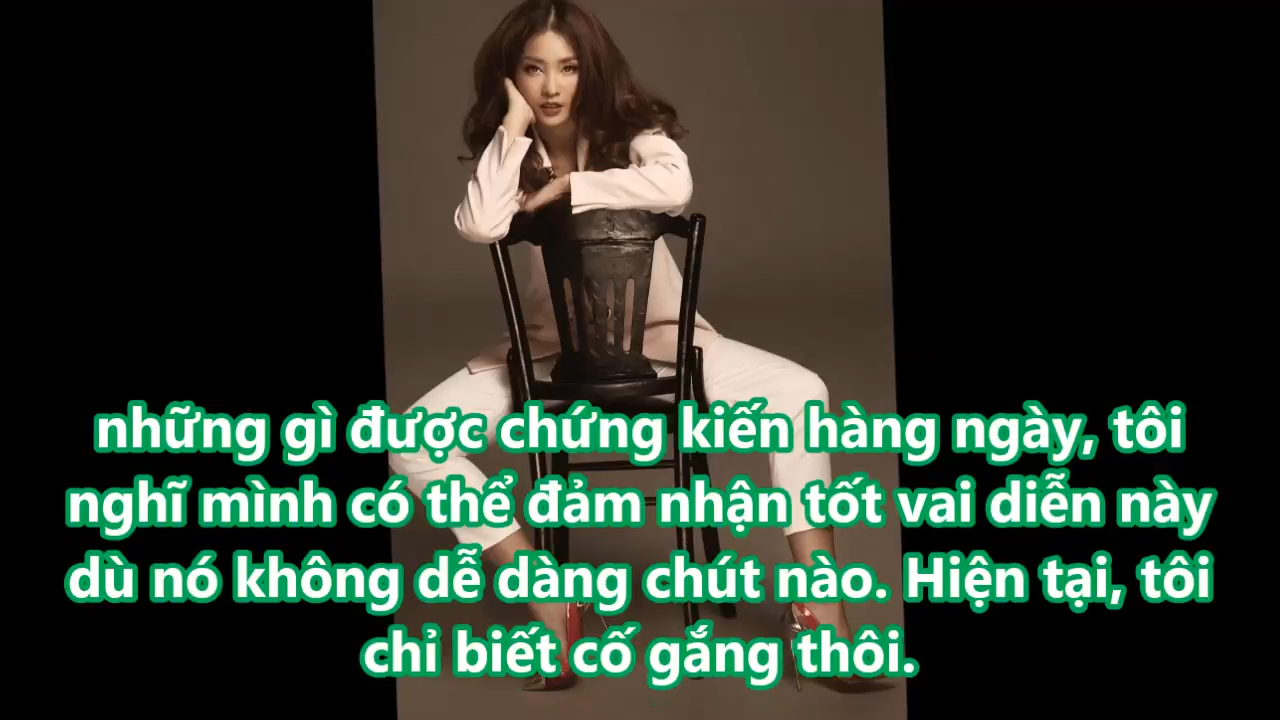 những gì được chứng kiến hàng ngày, tôi
nghĩ mình có thể đảm nhận tốt vai diễn này
dù nó không dễ dàng chút nào. Hiện tại, tôi
chỉ biết cố gắng thôi.